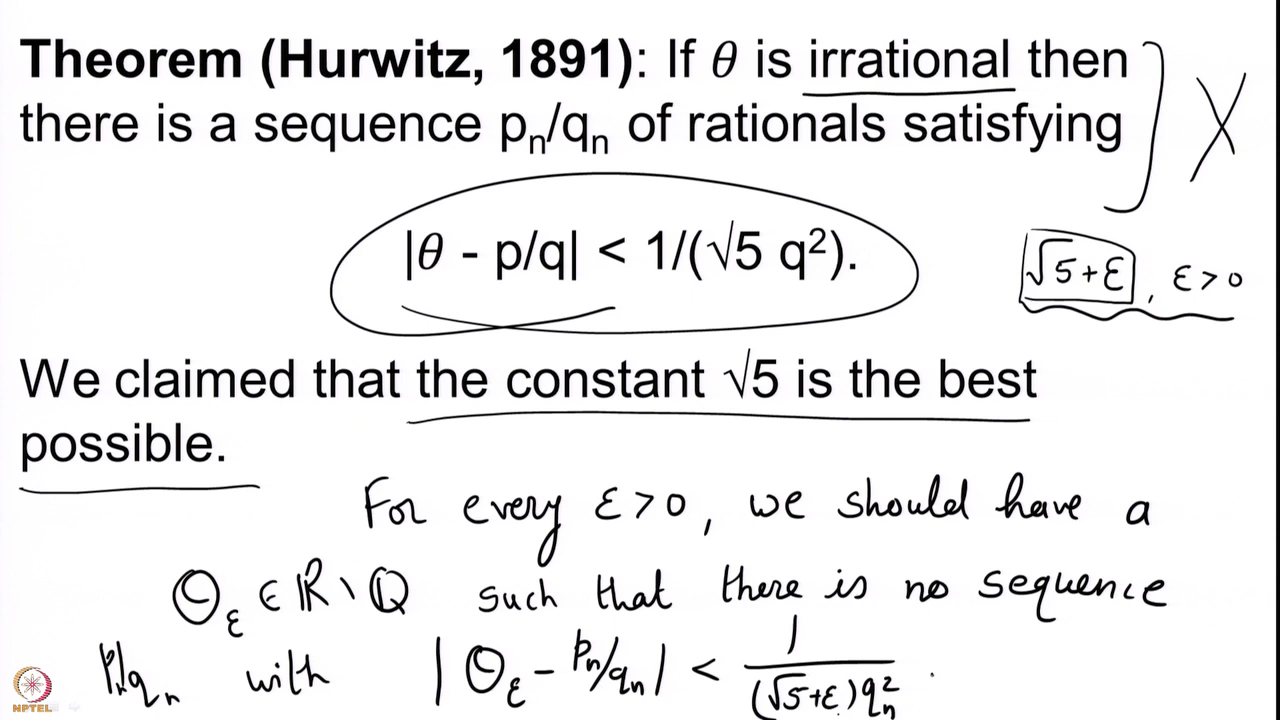 Theorem (Hurwitz, 1891): If θ is irrational then
there is a sequence pₙ/qₙ of rationals satisfying
|θ - p/q| < 1/(√5 q²).
√5+ε, ε>0
We claimed that the constant √5 is the best
possible.
For every ε>0, we should have a
Θ_ε ∈ ℝ \ ℚ such that there is no sequence
pₙ/qₙ with |Θ_ε - pₙ/qₙ| < 1/((√5+ε)qₙ²).
NPTEL